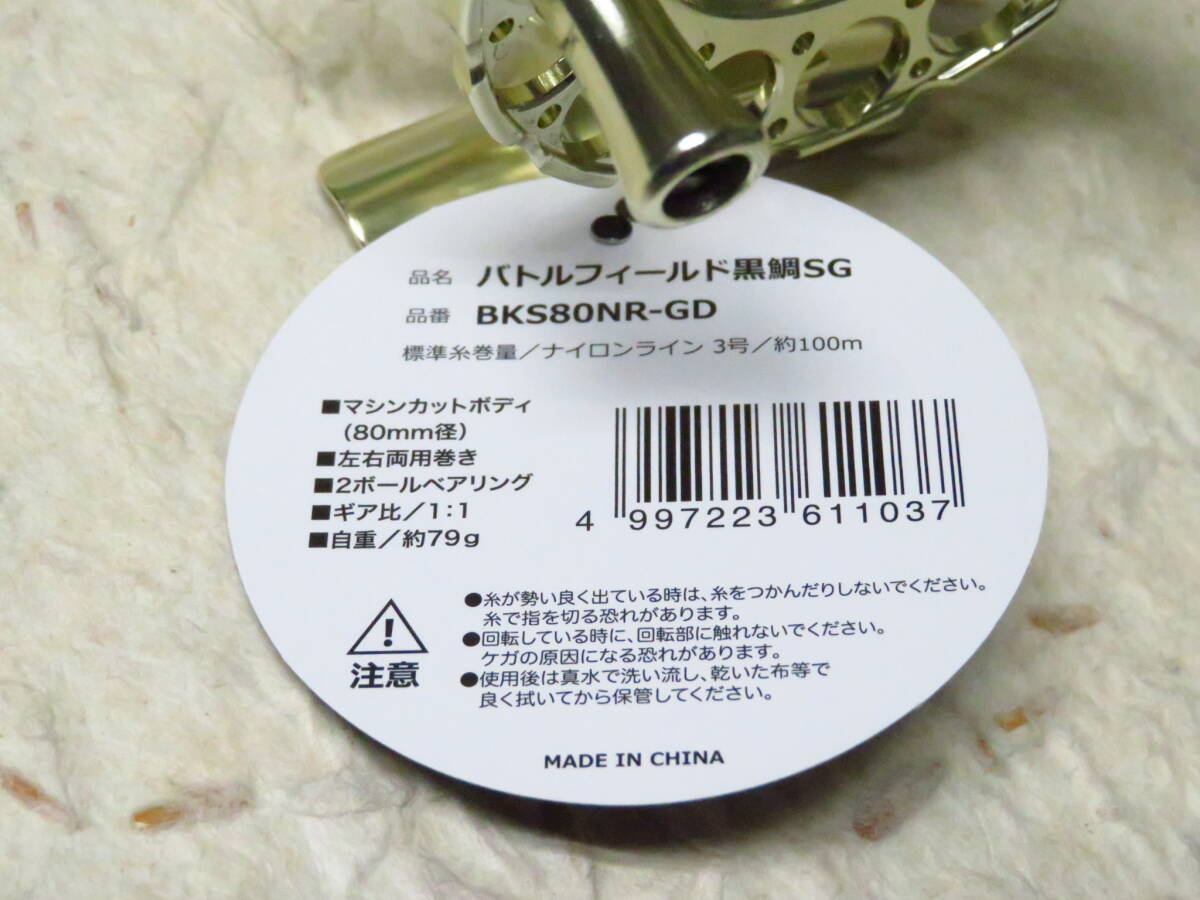 品名 バトルフィールド黒鯛SG
品番 BKS80NR-GD
標準糸巻量／ナイロンライン 3号／約100m
■マシンカットボディ
（80mm径）
■左右両用巻き
■2ボールベアリング
■ギア比／1：1
■自重／約79g
4 997223 611037
注意
●糸が勢い良く出ている時は、糸をつかんだりしないでください。
糸で指を切る恐れがあります。
●回転している時に、回転部に触れないでください。
ケガの原因になる恐れがあります。
●使用後は真水で洗い流し、乾いた布等で
良く拭いてから保管してください。
MADE IN CHINA